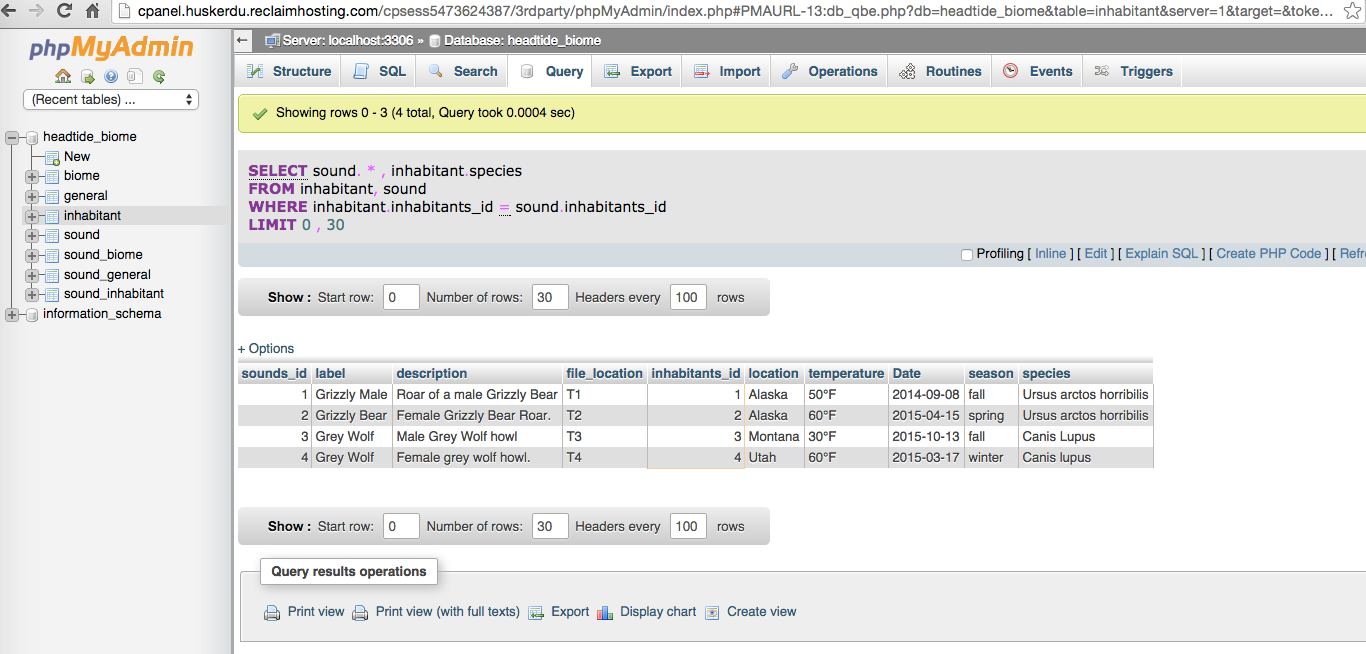 cpanel.huskerdu.reclaimhosting.com/cpsess5473624387/3rdparty/phpMyAdmin/index.php#PMAURL-13:db_qbe.php?db=headtide_biome&table=inhabitant&server=1&target=&toke...
phpMyAdmin
(Recent tables) ...
headtide_biome
New
biome
general
inhabitant
sound
sound_biome
sound_general
sound_inhabitant
information_schema
Server: localhost:3306 » Database: headtide_biome
Structure SQL Search Query Export Import Operations Routines Events Triggers
Showing rows 0 - 3 (4 total, Query took 0.0004 sec)
SELECT sound. * , inhabitant.species
FROM inhabitant, sound
WHERE inhabitant.inhabitants_id = sound.inhabitants_id
LIMIT 0 , 30
Profiling [ Inline ] [ Edit ] [ Explain SQL ] [ Create PHP Code ] [ Refr
Show : Start row: 0 Number of rows: 30 Headers every 100 rows
+ Options
sounds_id label description file_location inhabitants_id location temperature Date season species
1 Grizzly Male Roar of a male Grizzly Bear T1 1 Alaska 50°F 2014-09-08 fall Ursus arctos horribilis
2 Grizzly Bear Female Grizzly Bear Roar. T2 2 Alaska 60°F 2015-04-15 spring Ursus arctos horribilis
3 Grey Wolf Male Grey Wolf howl T3 3 Montana 30°F 2015-10-13 fall Canis Lupus
4 Grey Wolf Female grey wolf howl. T4 4 Utah 60°F 2015-03-17 winter Canis lupus
Show : Start row: 0 Number of rows: 30 Headers every 100 rows
Query results operations
Print view Print view (with full texts) Export Display chart Create view